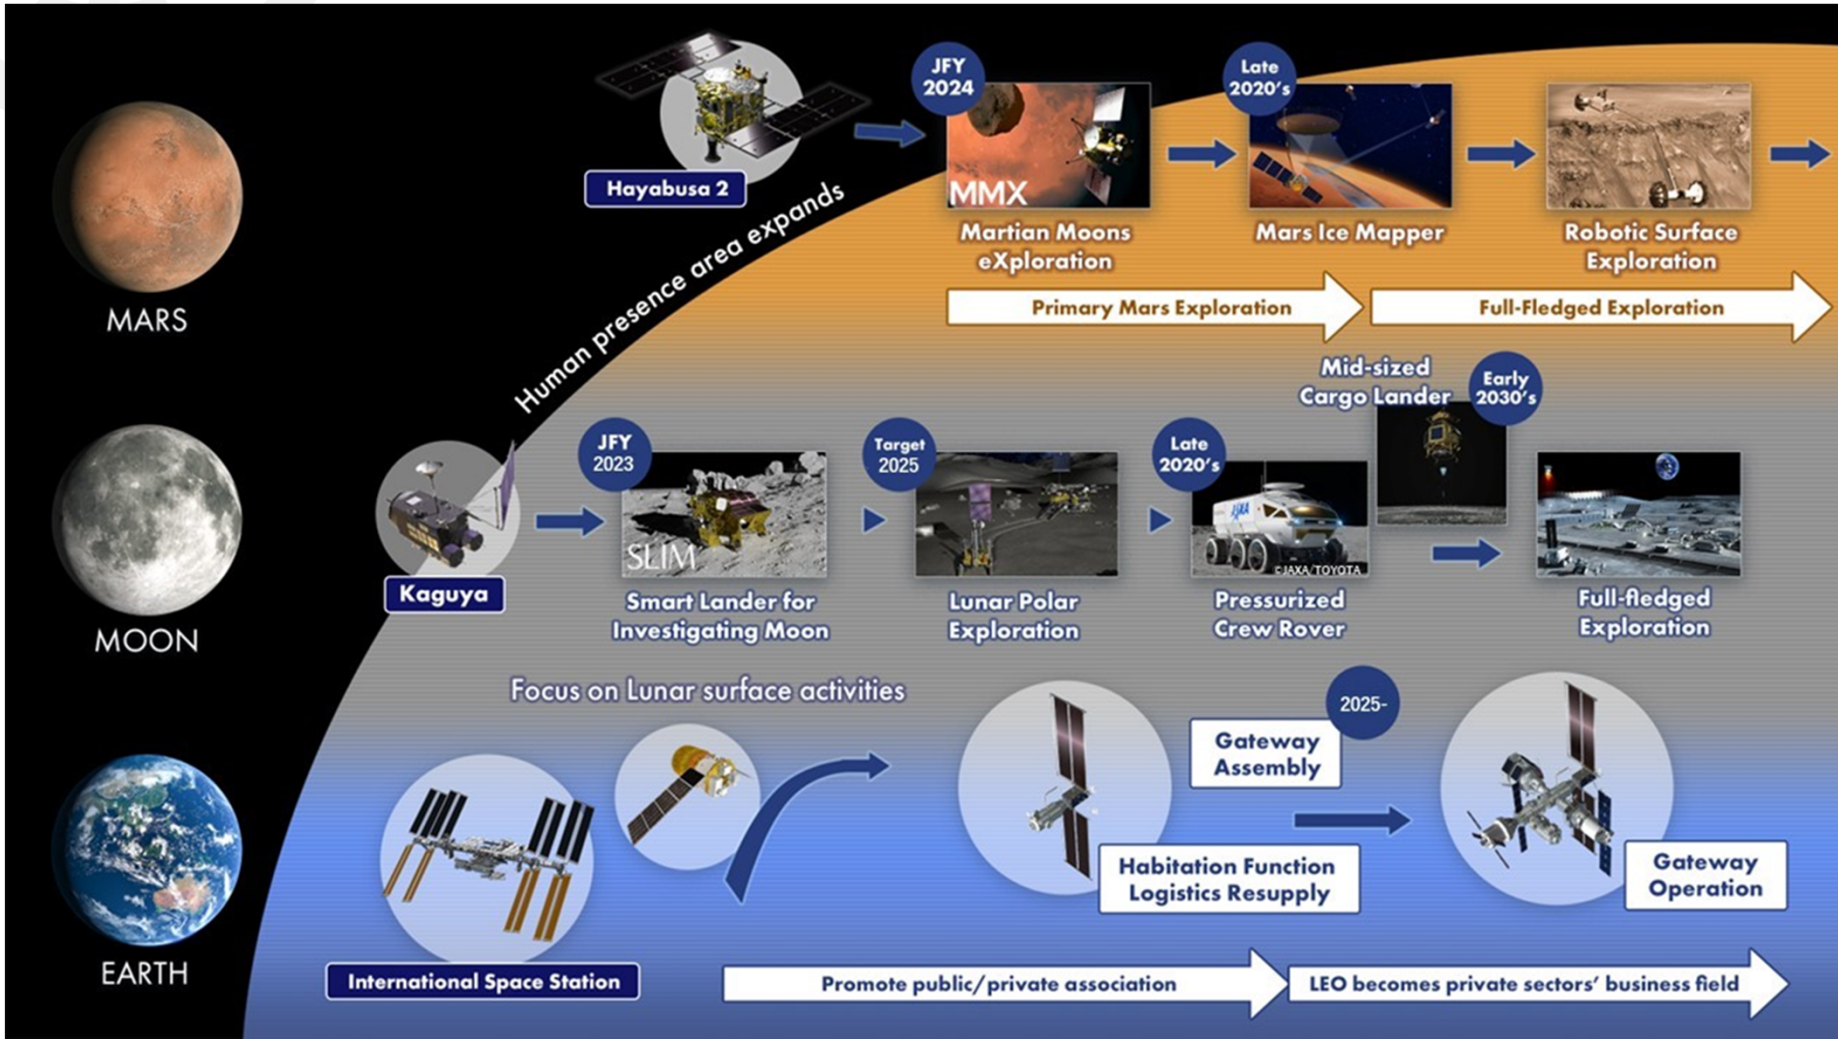 Hayabusa 2
JFY
2024
MMX
Martian Moons
eXploration
Late
2020's
Mars Ice Mapper
Robotic Surface
Exploration
MARS
Human presence area expands
Primary Mars Exploration
Full-Fledged Exploration
Mid-sized
Cargo Lander
Early
2030's
Kaguya
JFY
2023
SLIM
Smart Lander for
Investigating Moon
Target
2025
Lunar Polar
Exploration
Late
2020's
JAXA
©JAXA/TOYOTA
Pressurized
Crew Rover
Full-fledged
Exploration
MOON
Focus on Lunar surface activities
2025-
Gateway
Assembly
Habitation Function
Logistics Resupply
Gateway
Operation
EARTH
International Space Station
Promote public/private association
LEO becomes private sectors' business field